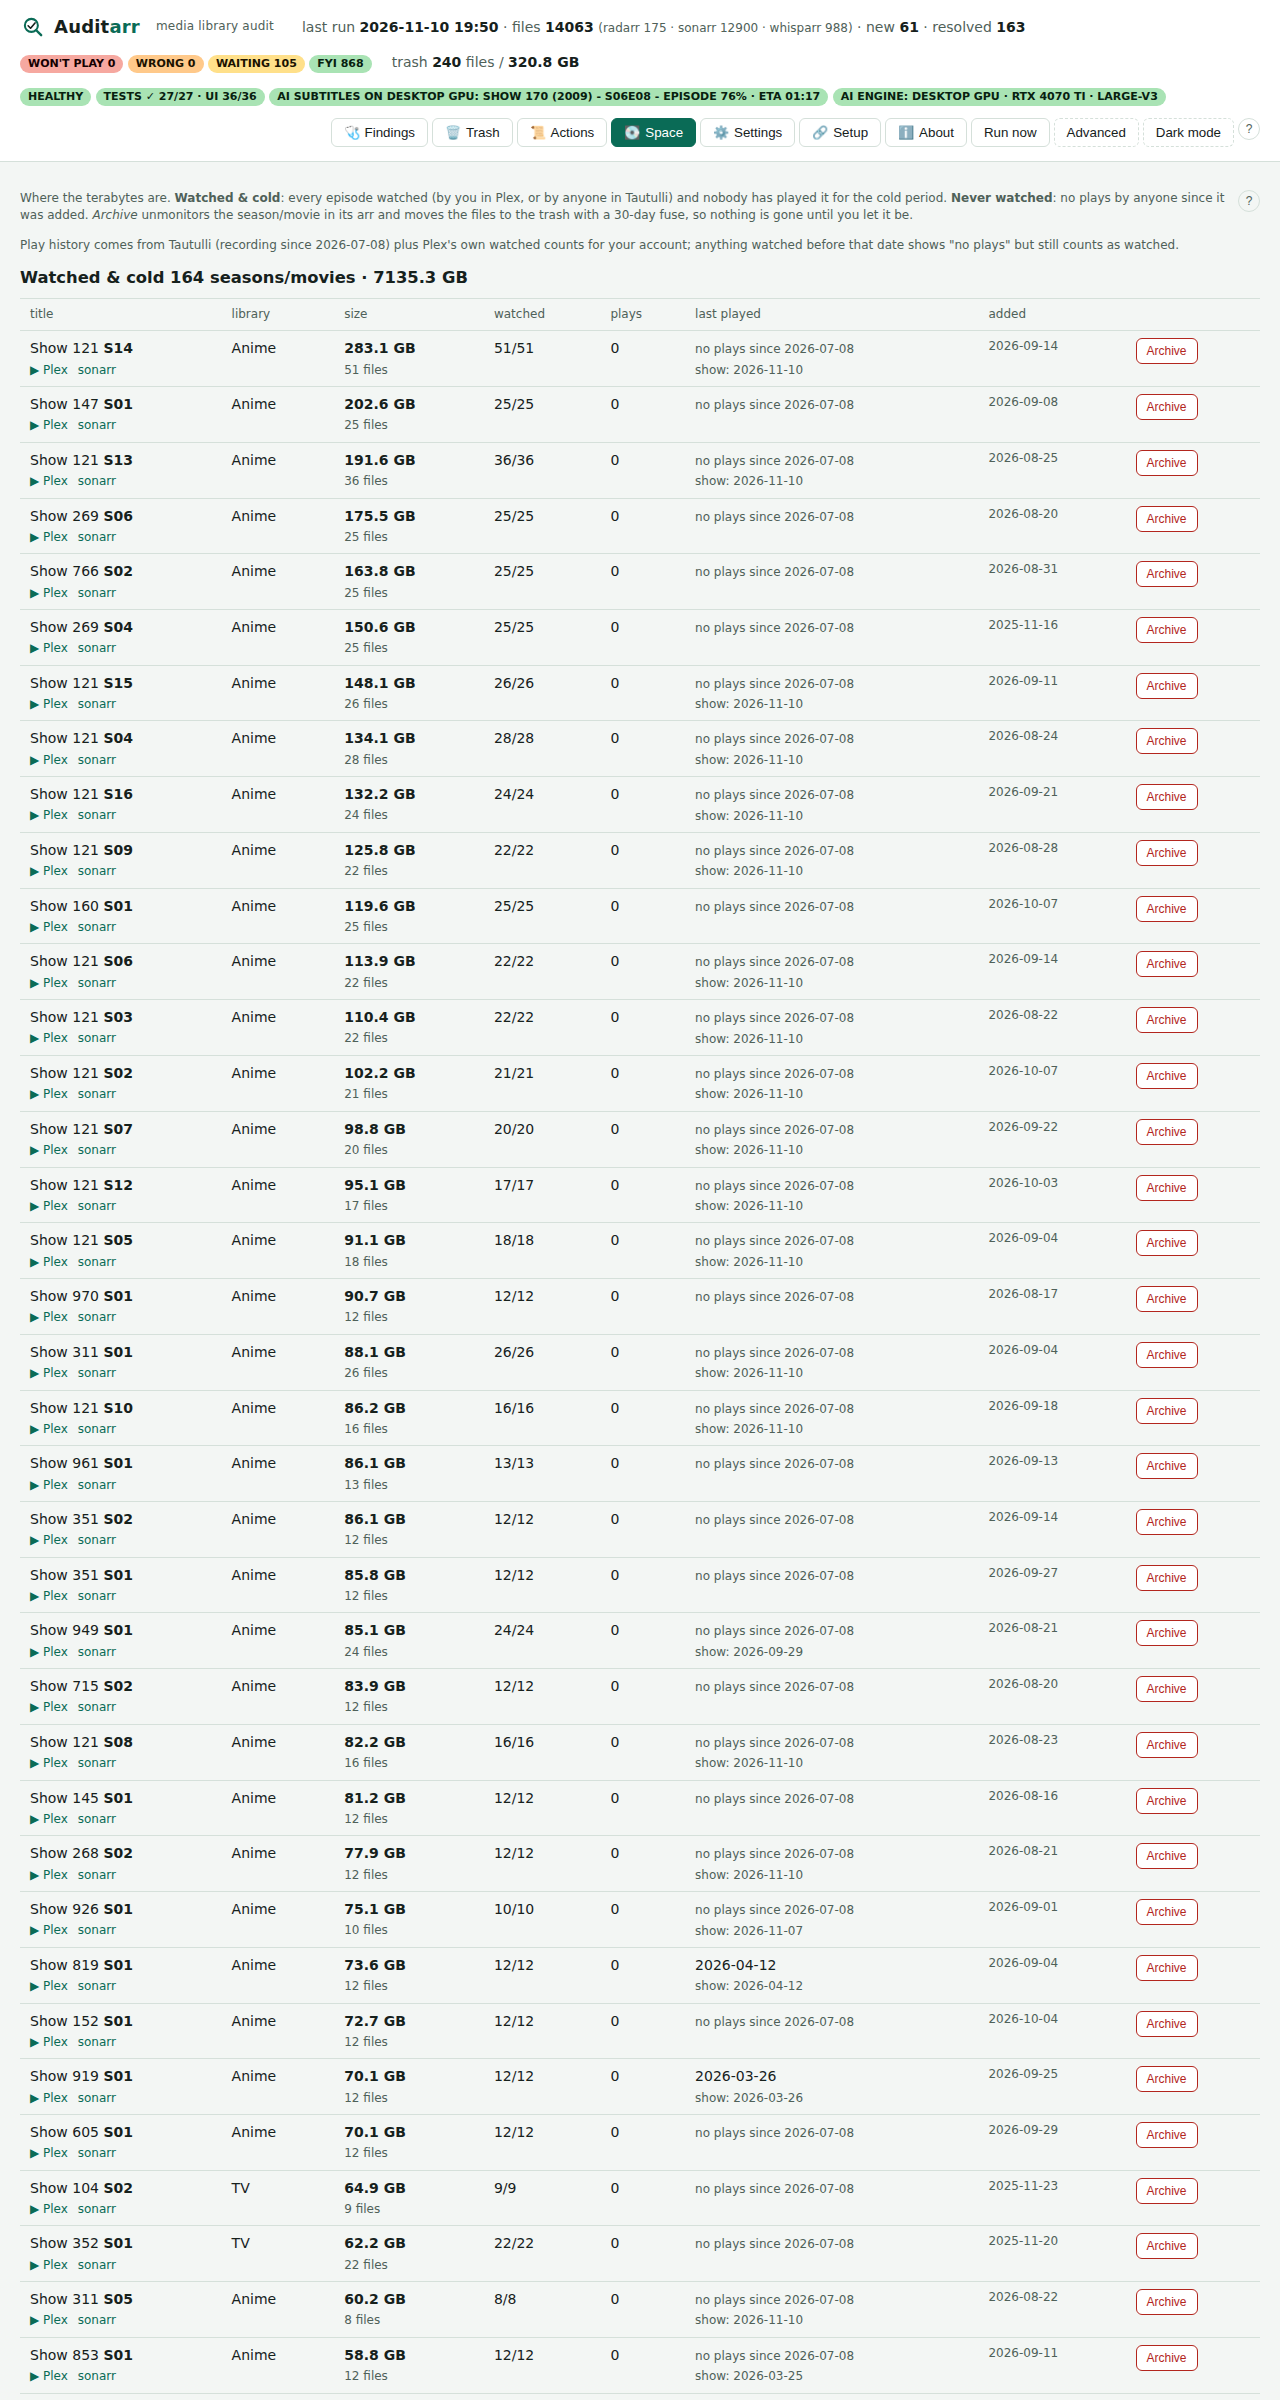 Auditarr media library audit last run 2026-11-10 19:50 · files 14063 (radarr 175 · sonarr 12900 · whisparr 988) · new 61 · resolved 163
WON'T PLAY 0 WRONG 0 WAITING 105 FYI 868 trash 240 files / 320.8 GB
HEALTHY TESTS ✓ 27/27 · UI 36/36 AI SUBTITLES ON DESKTOP GPU: SHOW 170 (2009) - S06E08 - EPISODE 76% · ETA 01:17 AI ENGINE: DESKTOP GPU · RTX 4070 TI · LARGE-V3
Findings Trash Actions Space Settings Setup About Run now Advanced Dark mode ?
Where the terabytes are. Watched & cold: every episode watched (by you in Plex, or by anyone in Tautulli) and nobody has played it for the cold period. Never watched: no plays by anyone since it ?
was added. Archive unmonitors the season/movie in its arr and moves the files to the trash with a 30-day fuse, so nothing is gone until you let it be.
Play history comes from Tautulli (recording since 2026-07-08) plus Plex's own watched counts for your account; anything watched before that date shows "no plays" but still counts as watched.
Watched & cold 164 seasons/movies · 7135.3 GB
title library size watched plays last played added
Show 121 S14 Anime 283.1 GB 51/51 0 no plays since 2026-07-08 2026-09-14 Archive
▶ Plex sonarr 51 files show: 2026-11-10
Show 147 S01 Anime 202.6 GB 25/25 0 no plays since 2026-07-08 2026-09-08 Archive
▶ Plex sonarr 25 files
Show 121 S13 Anime 191.6 GB 36/36 0 no plays since 2026-07-08 2026-08-25 Archive
▶ Plex sonarr 36 files show: 2026-11-10
Show 269 S06 Anime 175.5 GB 25/25 0 no plays since 2026-07-08 2026-08-20 Archive
▶ Plex sonarr 25 files
Show 766 S02 Anime 163.8 GB 25/25 0 no plays since 2026-07-08 2026-08-31 Archive
▶ Plex sonarr 25 files
Show 269 S04 Anime 150.6 GB 25/25 0 no plays since 2026-07-08 2025-11-16 Archive
▶ Plex sonarr 25 files
Show 121 S15 Anime 148.1 GB 26/26 0 no plays since 2026-07-08 2026-09-11 Archive
▶ Plex sonarr 26 files show: 2026-11-10
Show 121 S04 Anime 134.1 GB 28/28 0 no plays since 2026-07-08 2026-08-24 Archive
▶ Plex sonarr 28 files show: 2026-11-10
Show 121 S16 Anime 132.2 GB 24/24 0 no plays since 2026-07-08 2026-09-21 Archive
▶ Plex sonarr 24 files show: 2026-11-10
Show 121 S09 Anime 125.8 GB 22/22 0 no plays since 2026-07-08 2026-08-28 Archive
▶ Plex sonarr 22 files show: 2026-11-10
Show 160 S01 Anime 119.6 GB 25/25 0 no plays since 2026-07-08 2026-10-07 Archive
▶ Plex sonarr 25 files
Show 121 S06 Anime 113.9 GB 22/22 0 no plays since 2026-07-08 2026-09-14 Archive
▶ Plex sonarr 22 files show: 2026-11-10
Show 121 S03 Anime 110.4 GB 22/22 0 no plays since 2026-07-08 2026-08-22 Archive
▶ Plex sonarr 22 files show: 2026-11-10
Show 121 S02 Anime 102.2 GB 21/21 0 no plays since 2026-07-08 2026-10-07 Archive
▶ Plex sonarr 21 files show: 2026-11-10
Show 121 S07 Anime 98.8 GB 20/20 0 no plays since 2026-07-08 2026-09-22 Archive
▶ Plex sonarr 20 files show: 2026-11-10
Show 121 S12 Anime 95.1 GB 17/17 0 no plays since 2026-07-08 2026-10-03 Archive
▶ Plex sonarr 17 files show: 2026-11-10
Show 121 S05 Anime 91.1 GB 18/18 0 no plays since 2026-07-08 2026-09-04 Archive
▶ Plex sonarr 18 files show: 2026-11-10
Show 970 S01 Anime 90.7 GB 12/12 0 no plays since 2026-07-08 2026-08-17 Archive
▶ Plex sonarr 12 files
Show 311 S01 Anime 88.1 GB 26/26 0 no plays since 2026-07-08 2026-09-04 Archive
▶ Plex sonarr 26 files show: 2026-11-10
Show 121 S10 Anime 86.2 GB 16/16 0 no plays since 2026-07-08 2026-09-18 Archive
▶ Plex sonarr 16 files show: 2026-11-10
Show 961 S01 Anime 86.1 GB 13/13 0 no plays since 2026-07-08 2026-09-13 Archive
▶ Plex sonarr 13 files
Show 351 S02 Anime 86.1 GB 12/12 0 no plays since 2026-07-08 2026-09-14 Archive
▶ Plex sonarr 12 files
Show 351 S01 Anime 85.8 GB 12/12 0 no plays since 2026-07-08 2026-09-27 Archive
▶ Plex sonarr 12 files
Show 949 S01 Anime 85.1 GB 24/24 0 no plays since 2026-07-08 2026-08-21 Archive
▶ Plex sonarr 24 files show: 2026-09-29
Show 715 S02 Anime 83.9 GB 12/12 0 no plays since 2026-07-08 2026-08-20 Archive
▶ Plex sonarr 12 files
Show 121 S08 Anime 82.2 GB 16/16 0 no plays since 2026-07-08 2026-08-23 Archive
▶ Plex sonarr 16 files show: 2026-11-10
Show 145 S01 Anime 81.2 GB 12/12 0 no plays since 2026-07-08 2026-08-16 Archive
▶ Plex sonarr 12 files
Show 268 S02 Anime 77.9 GB 12/12 0 no plays since 2026-07-08 2026-08-21 Archive
▶ Plex sonarr 12 files show: 2026-11-10
Show 926 S01 Anime 75.1 GB 10/10 0 no plays since 2026-07-08 2026-09-01 Archive
▶ Plex sonarr 10 files show: 2026-11-07
Show 819 S01 Anime 73.6 GB 12/12 0 2026-04-12 2026-09-04 Archive
▶ Plex sonarr 12 files show: 2026-04-12
Show 152 S01 Anime 72.7 GB 12/12 0 no plays since 2026-07-08 2026-10-04 Archive
▶ Plex sonarr 12 files
Show 919 S01 Anime 70.1 GB 12/12 0 2026-03-26 2026-09-25 Archive
▶ Plex sonarr 12 files show: 2026-03-26
Show 605 S01 Anime 70.1 GB 12/12 0 no plays since 2026-07-08 2026-09-29 Archive
▶ Plex sonarr 12 files
Show 104 S02 TV 64.9 GB 9/9 0 no plays since 2026-07-08 2025-11-23 Archive
▶ Plex sonarr 9 files
Show 352 S01 TV 62.2 GB 22/22 0 no plays since 2026-07-08 2025-11-20 Archive
▶ Plex sonarr 22 files
Show 311 S05 Anime 60.2 GB 8/8 0 no plays since 2026-07-08 2026-08-22 Archive
▶ Plex sonarr 8 files show: 2026-11-10
Show 853 S01 Anime 58.8 GB 12/12 0 no plays since 2026-07-08 2026-09-11 Archive
▶ Plex sonarr 12 files show: 2026-03-25